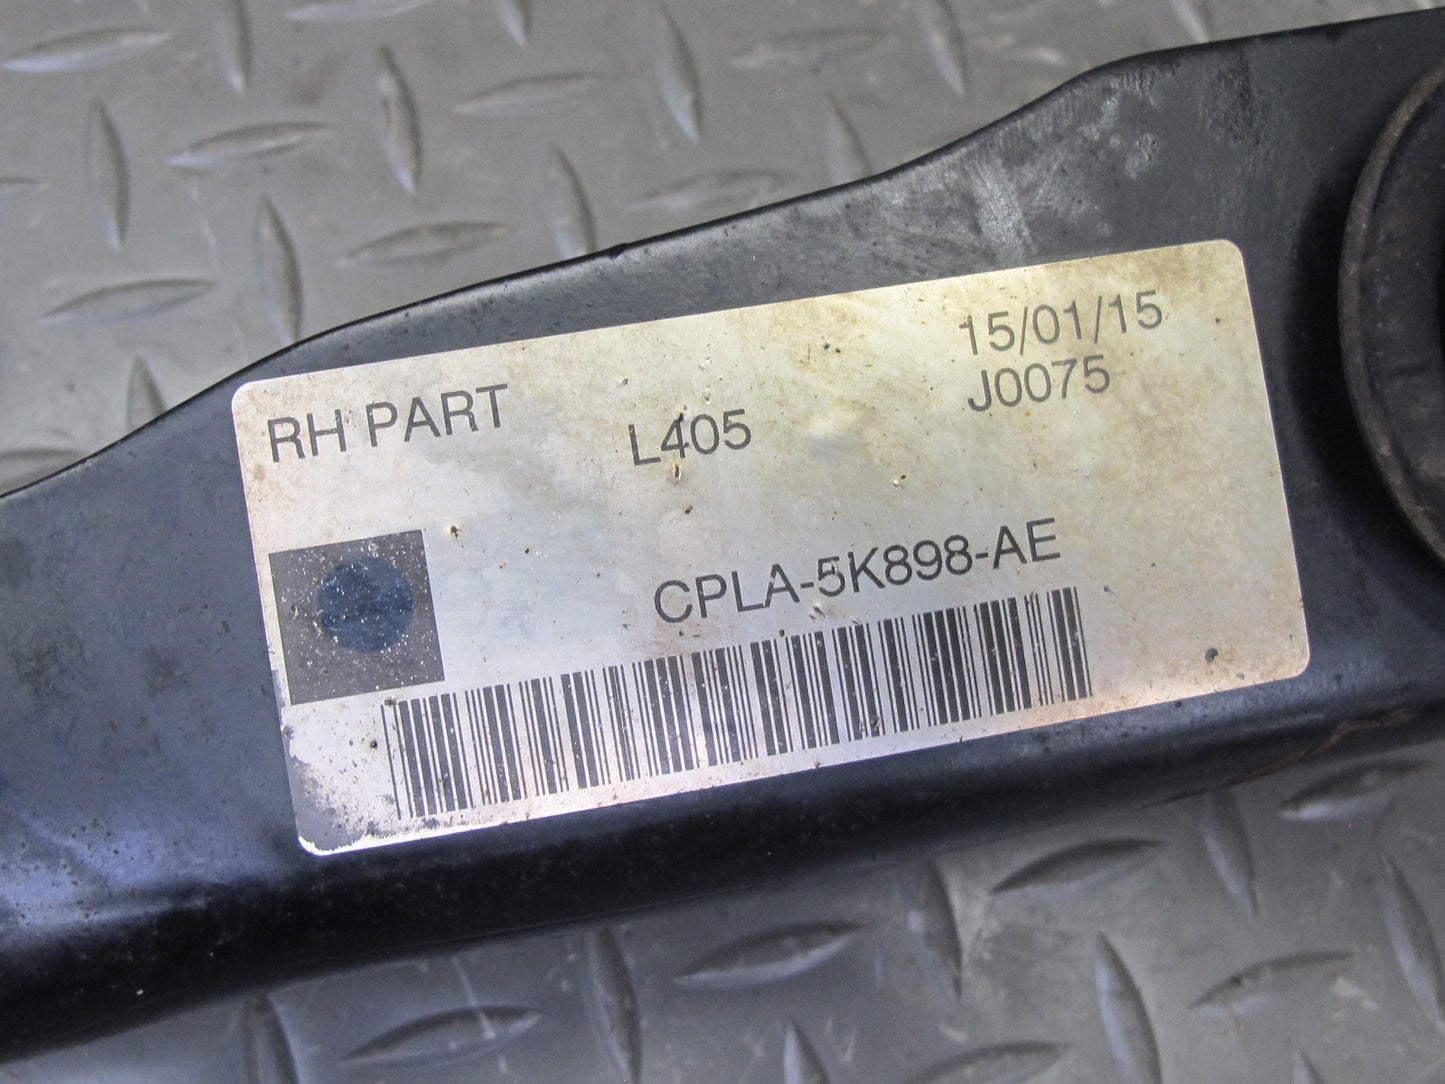 RH PART
L405
15/01/15
J0075
CPLA-5K898-AE